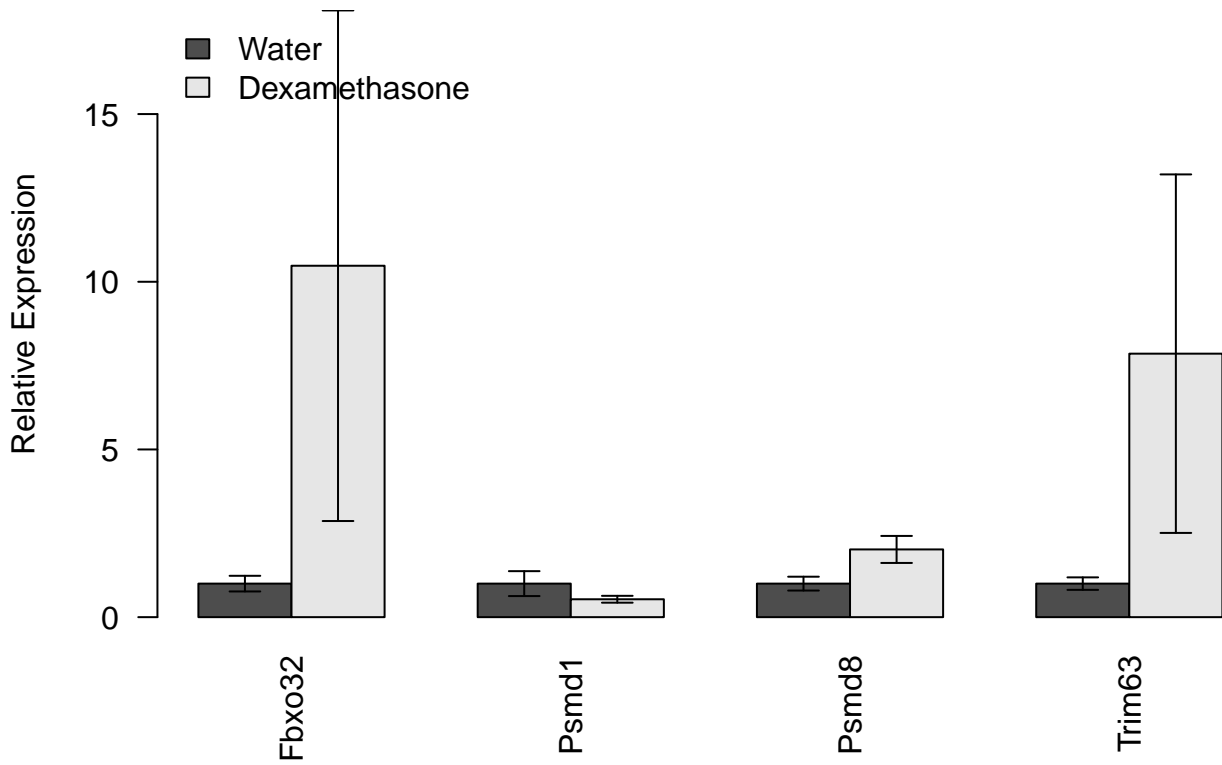 Water
Dexamethasone
Relative Expression
15
10
5
0
Fbxo32
Psmd1
Psmd8
Trim63